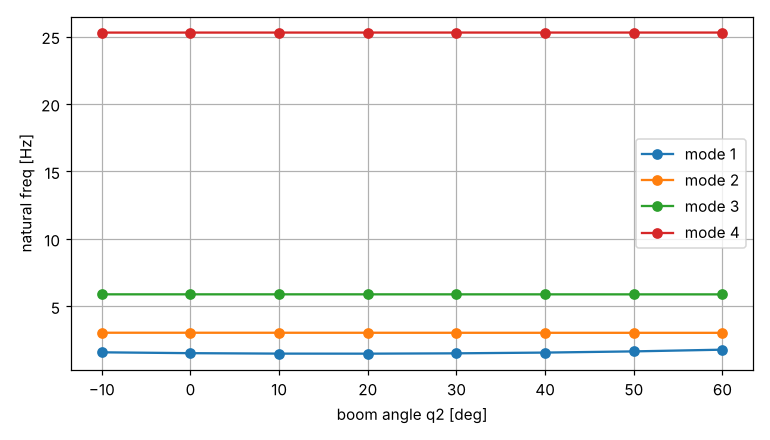 natural freq [Hz]
25
20
15
10
5
−10 0 10 20 30 40 50 60
boom angle q2 [deg]
mode 1
mode 2
mode 3
mode 4